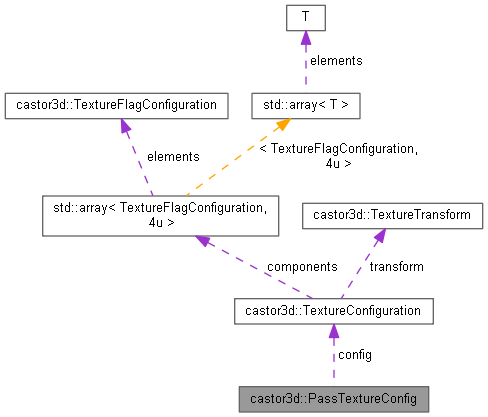 T
elements
castor3d::TextureFlagConfiguration
std::array< T >
elements
< TextureFlagConfiguration,
4u >
std::array< TextureFlagConfiguration,
4u >
castor3d::TextureTransform
components
transform
castor3d::TextureConfiguration
config
castor3d::PassTextureConfig